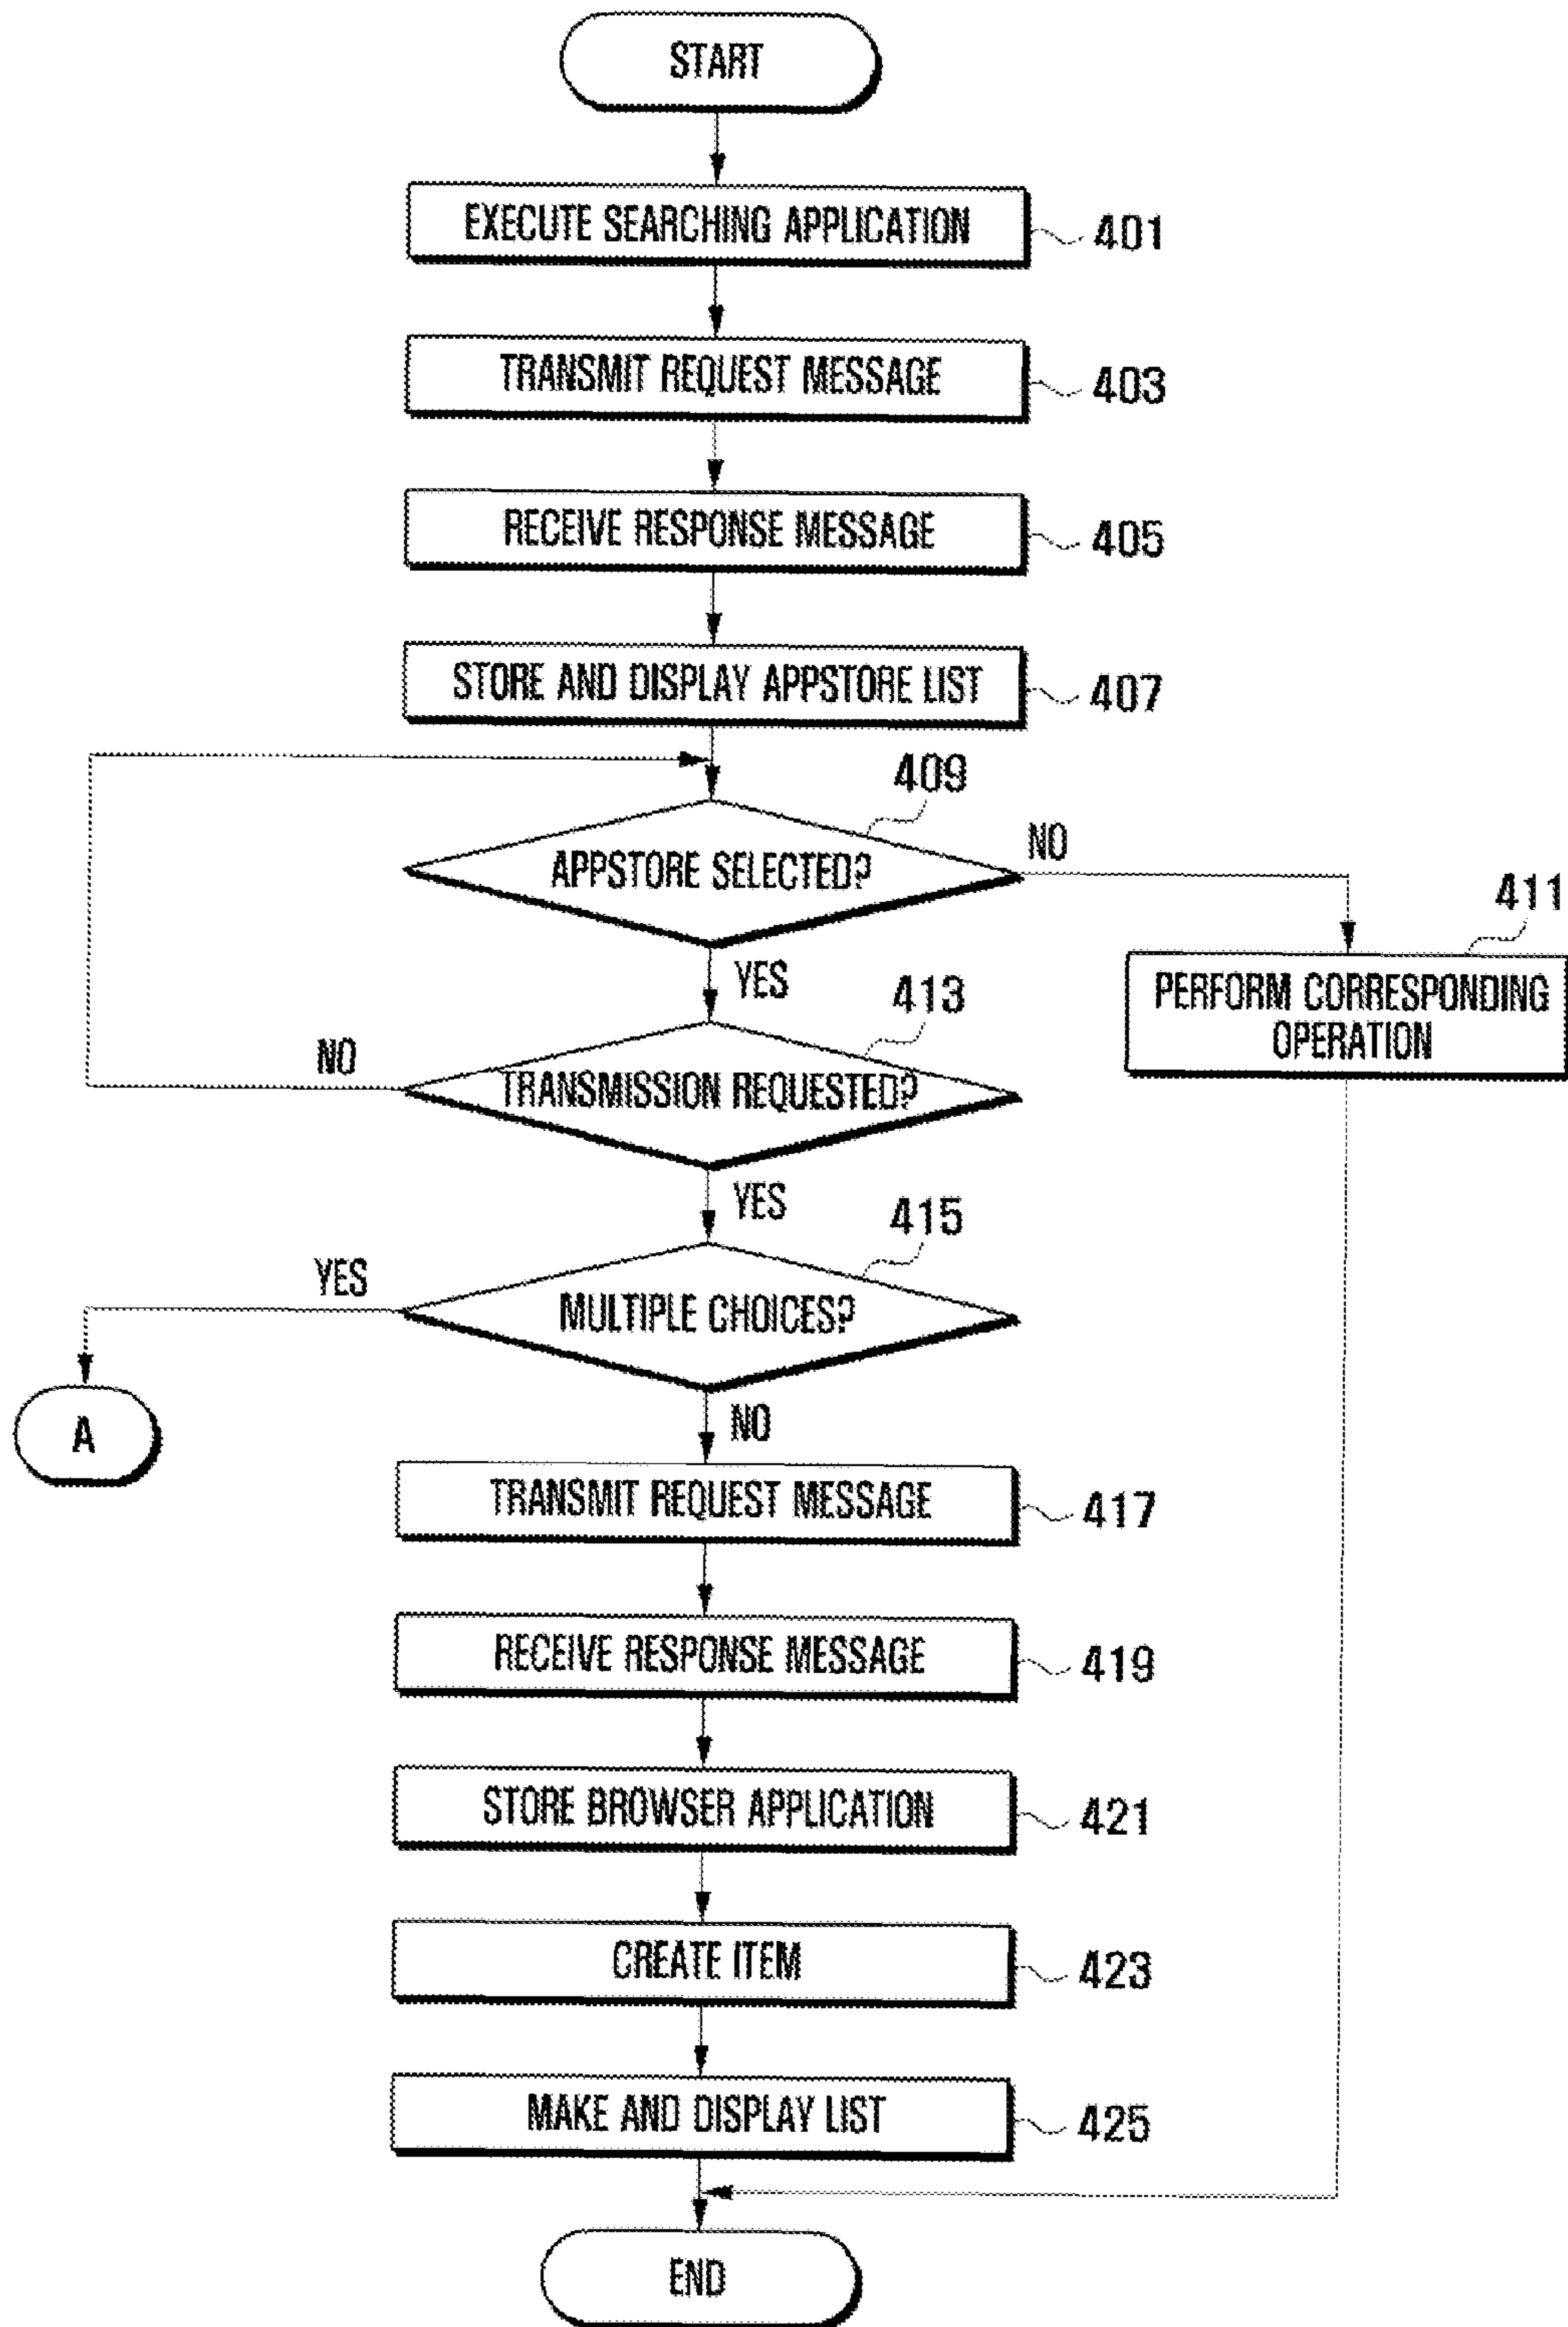 START
EXECUTE SEARCHING APPLICATION
401
TRANSMIT REQUEST MESSAGE
403
RECEIVE RESPONSE MESSAGE
405
STORE AND DISPLAY APPSTORE LIST
407
409
APPSTORE SELECTED?
NO
411
PERFORM CORRESPONDING
OPERATION
YES
413
NO
TRANSMISSION REQUESTED?
YES
415
YES
MULTIPLE CHOICES?
A
NO
TRANSMIT REQUEST MESSAGE
417
RECEIVE RESPONSE MESSAGE
419
STORE BROWSER APPLICATION
421
CREATE ITEM
423
MAKE AND DISPLAY LIST
425
END